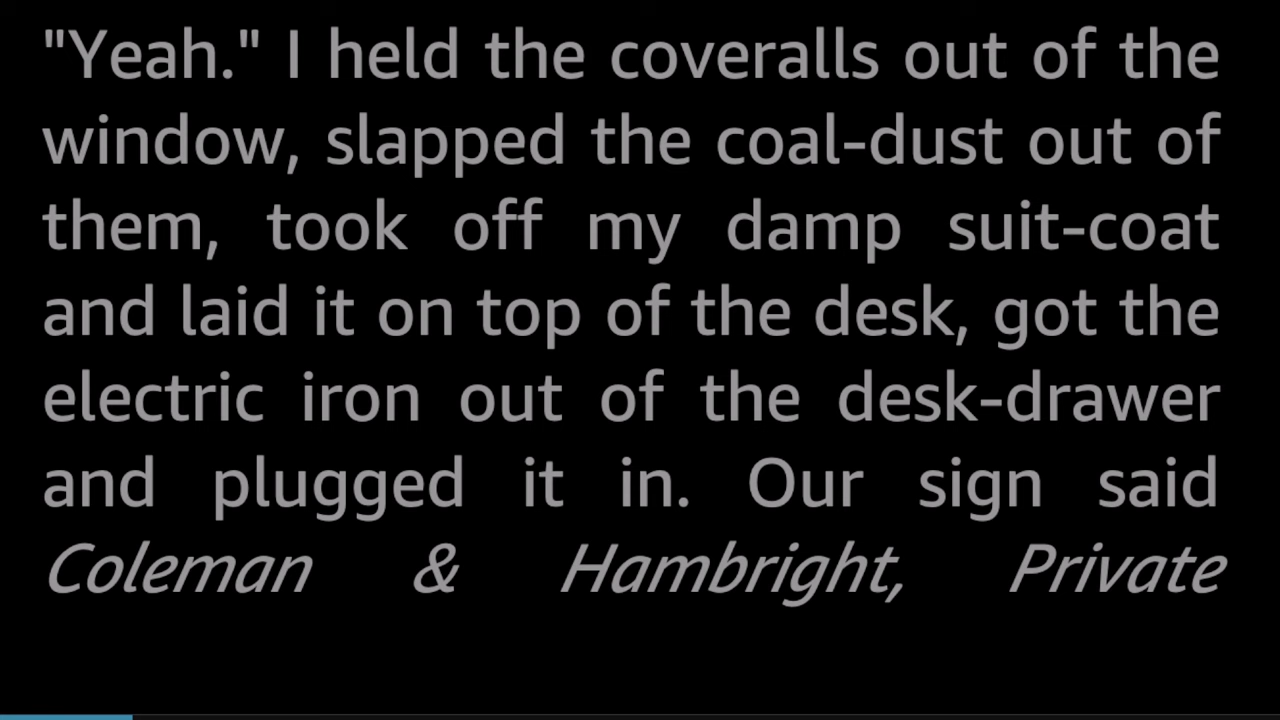 "Yeah." I held the coveralls out of the
window, slapped the coal-dust out of
them, took off my damp suit-coat
and laid it on top of the desk, got the
electric iron out of the desk-drawer
and plugged it in. Our sign said
Coleman & Hambright, Private